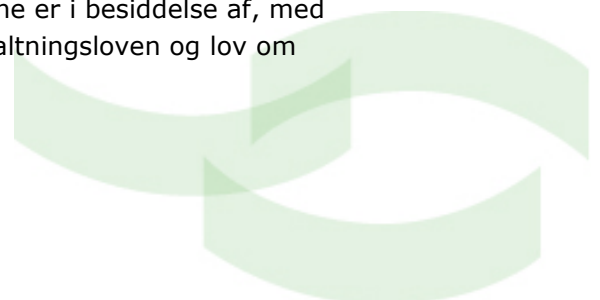 ne er i besiddelse af, med
altningsloven og lov om